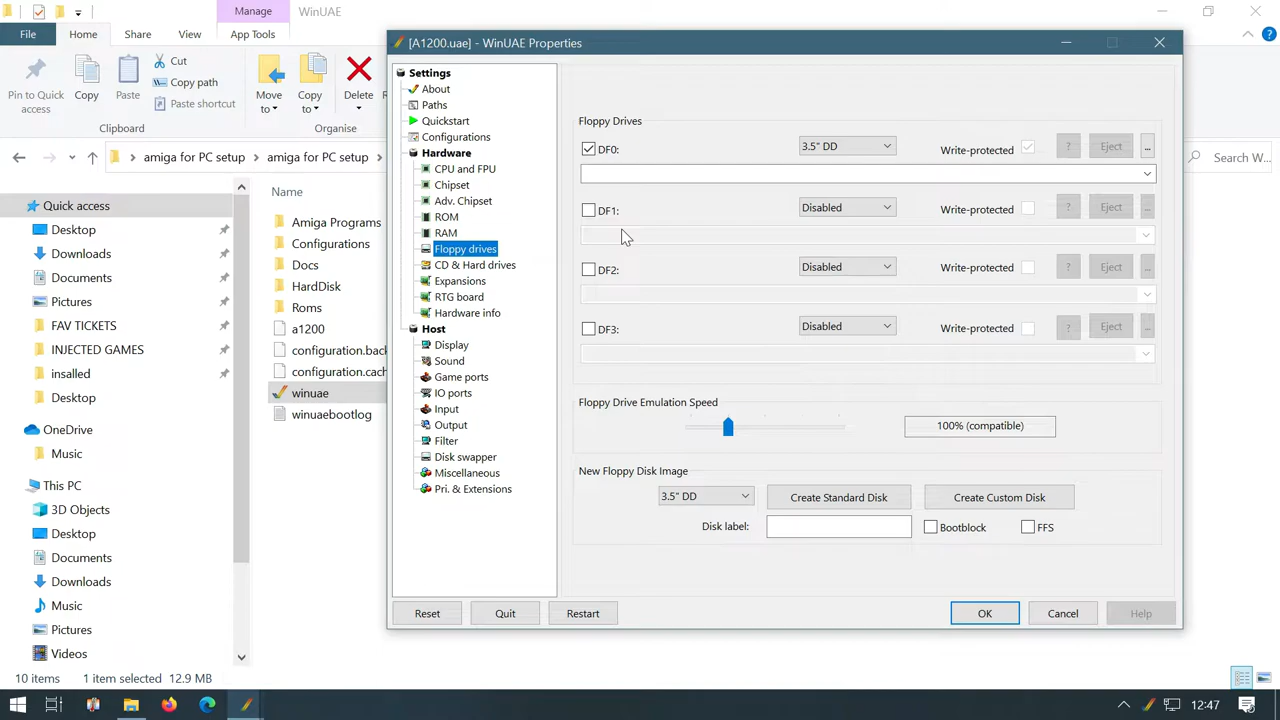 Manage
WinUAE
File
Home
Share
View
App Tools
Pin to Quick
access
Copy
Paste
Cut
Copy path
Paste shortcut
Clipboard
Move
to
Copy
to
Delete
Organise
amiga for PC setup
amiga for PC setup
Search W...
Quick access
Desktop
Downloads
Documents
Pictures
FAV TICKETS
INJECTED GAMES
insalled
Desktop
OneDrive
Music
This PC
3D Objects
Desktop
Documents
Downloads
Music
Pictures
Videos
Name
Amiga Programs
Configurations
Docs
HardDisk
Roms
a1200
configuration.back
configuration.cach
winuae
winuaebootlog
10 items
1 item selected
12.9 MB
[A1200.uae] - WinUAE Properties
Settings
About
Paths
Quickstart
Configurations
Hardware
CPU and FPU
Chipset
Adv. Chipset
ROM
RAM
Floppy drives
CD & Hard drives
Expansions
RTG board
Hardware info
Host
Display
Sound
Game ports
IO ports
Input
Output
Filter
Disk swapper
Miscellaneous
Pri. & Extensions
Floppy Drives
DF0: 3.5" DD Write-protected ? Eject ...
DF1: Disabled Write-protected ? Eject ...
DF2: Disabled Write-protected ? Eject ...
DF3: Disabled Write-protected ? Eject ...
Floppy Drive Emulation Speed
100% (compatible)
New Floppy Disk Image
3.5" DD Create Standard Disk Create Custom Disk
Disk label: Bootblock FFS
Reset Quit Restart OK Cancel Help
12:47